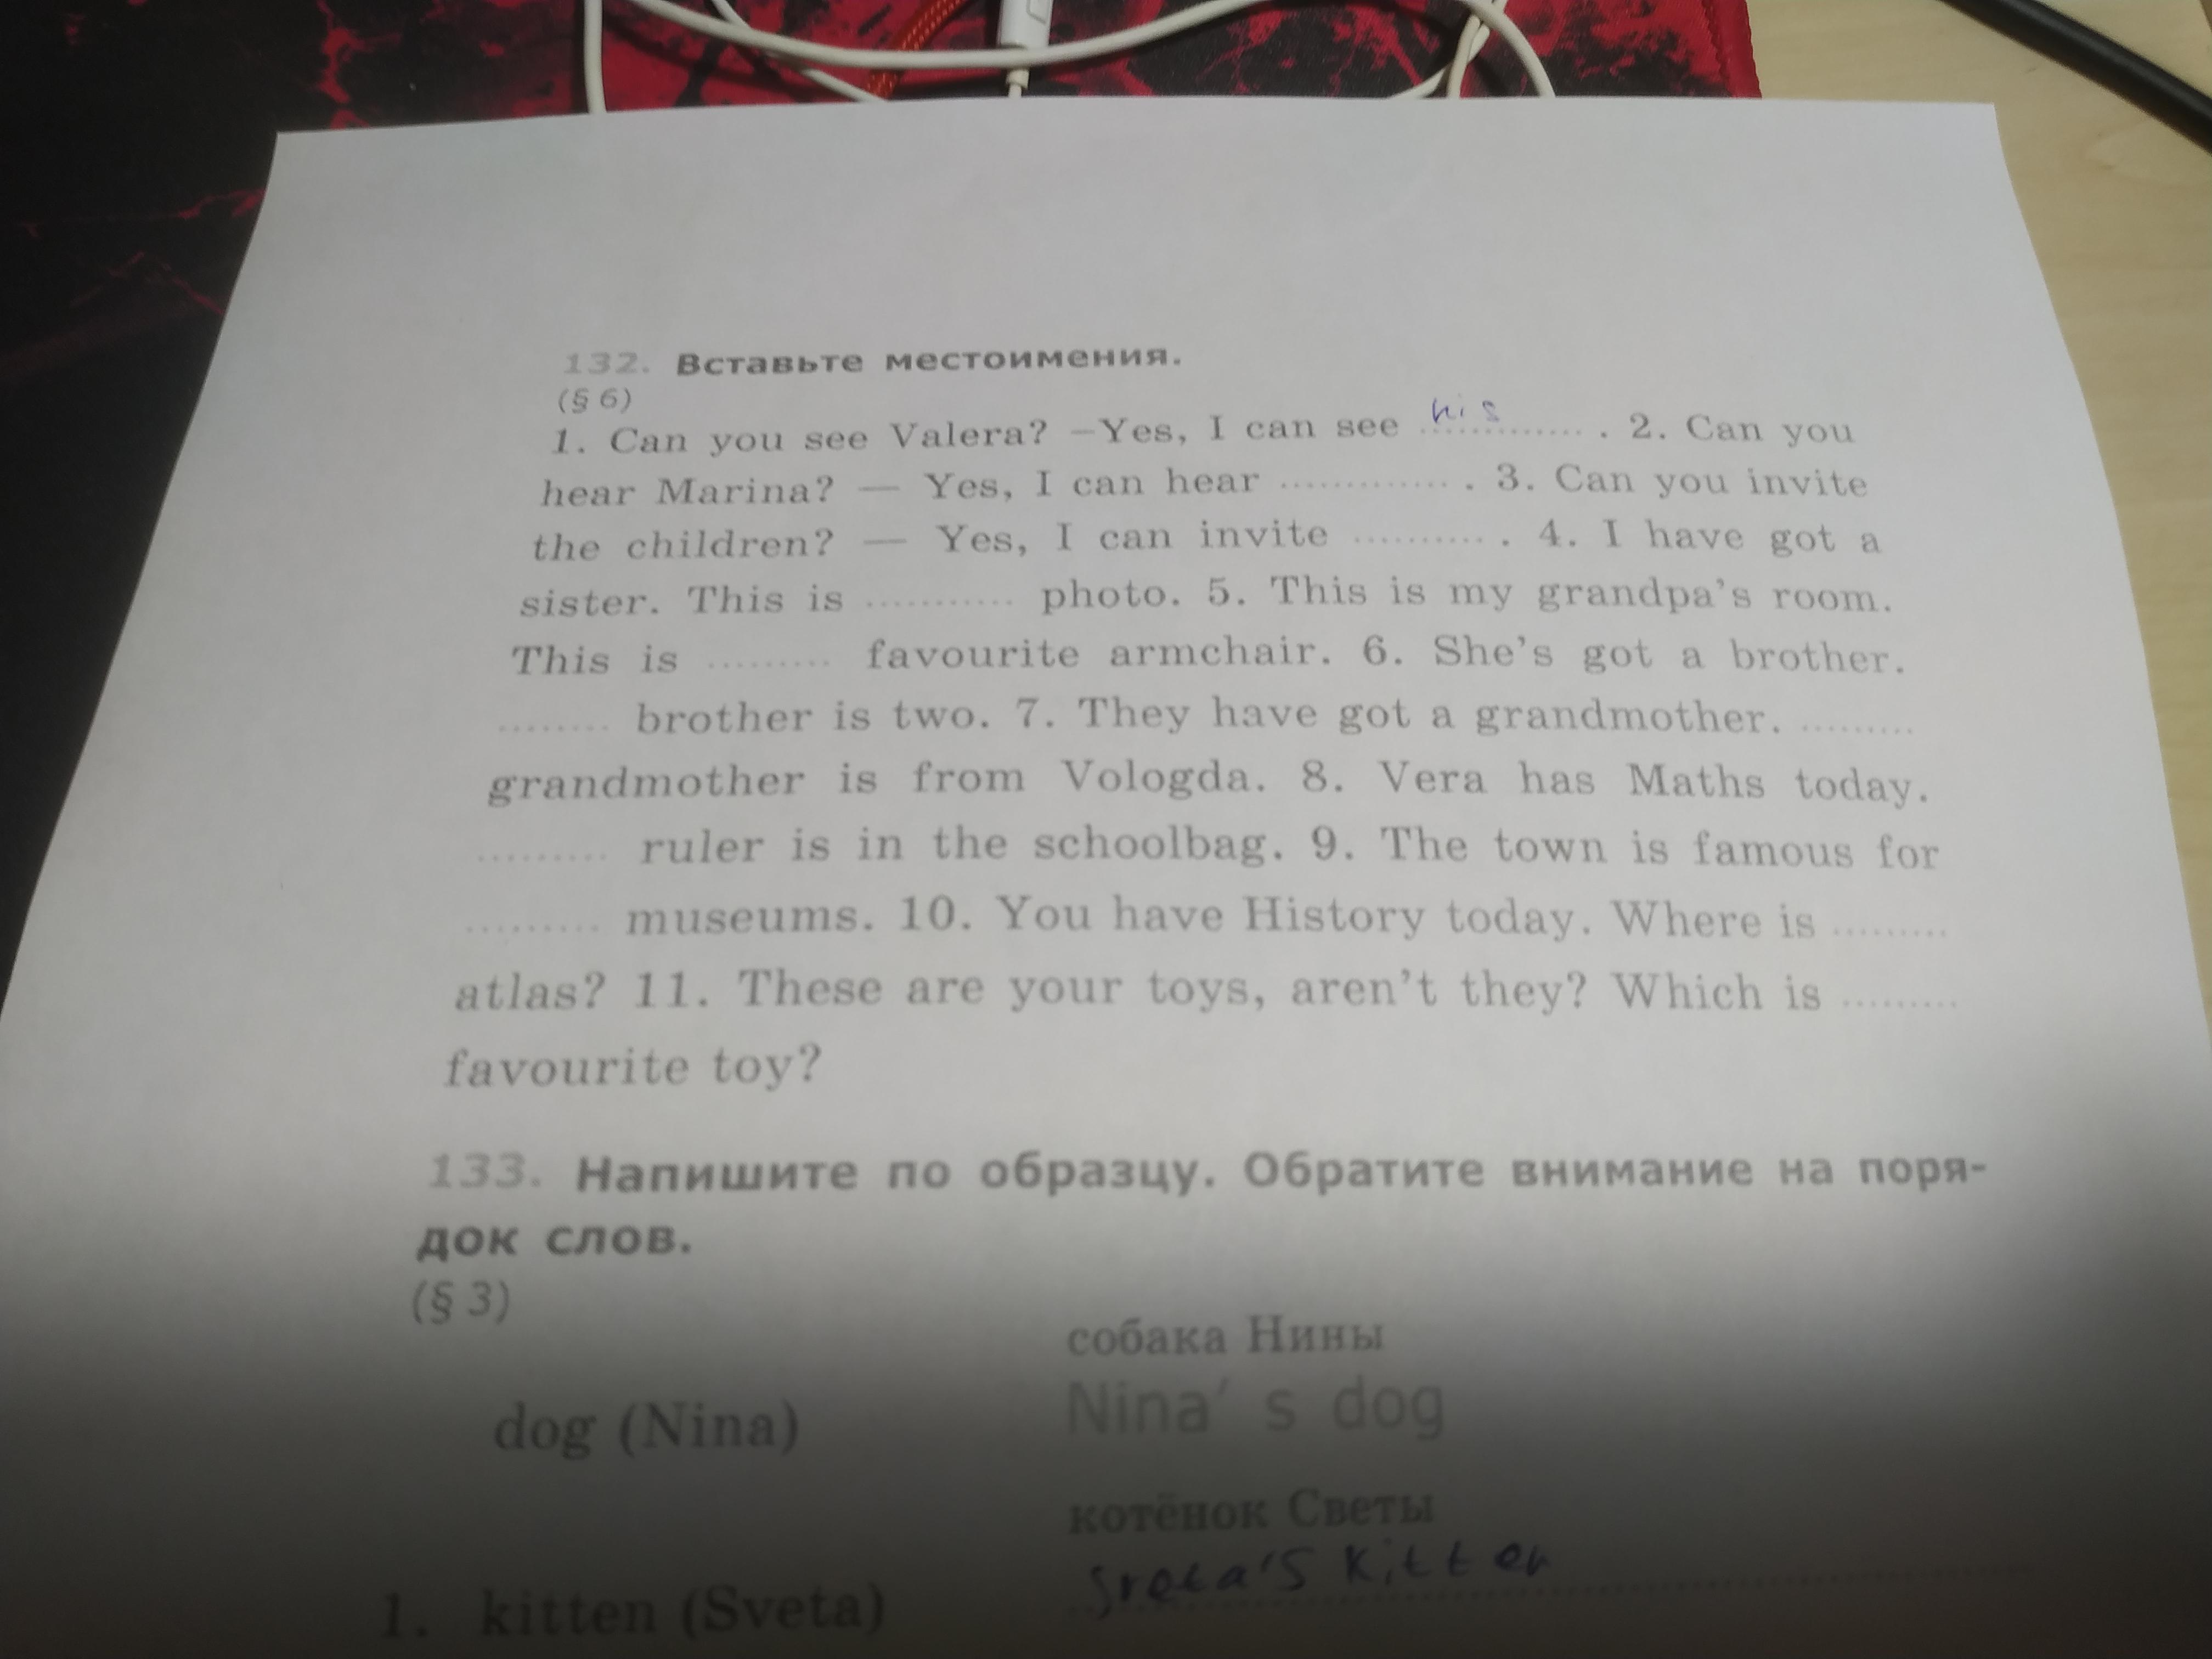 132. Вставьте местоимения.
(§ 6)
1. Can you see Valera? –Yes, I can see his . 2. Can you
hear Marina? — Yes, I can hear ............. . 3. Can you invite
the children? — Yes, I can invite .......... . 4. I have got a
sister. This is ........... photo. 5. This is my grandpa's room.
This is ......... favourite armchair. 6. She's got a brother.
........ brother is two. 7. They have got a grandmother. .........
grandmother is from Vologda. 8. Vera has Maths today.
......... ruler is in the schoolbag. 9. The town is famous for
......... museums. 10. You have History today. Where is .........
atlas? 11. These are your toys, aren't they? Which is .........
favourite toy?
133. Напишите по образцу. Обратите внимание на поря-
док слов.
(§ 3)
собака Нины
dog (Nina) Nina's dog
котёнок Светы
1. kitten (Sveta) Sveta's kitten